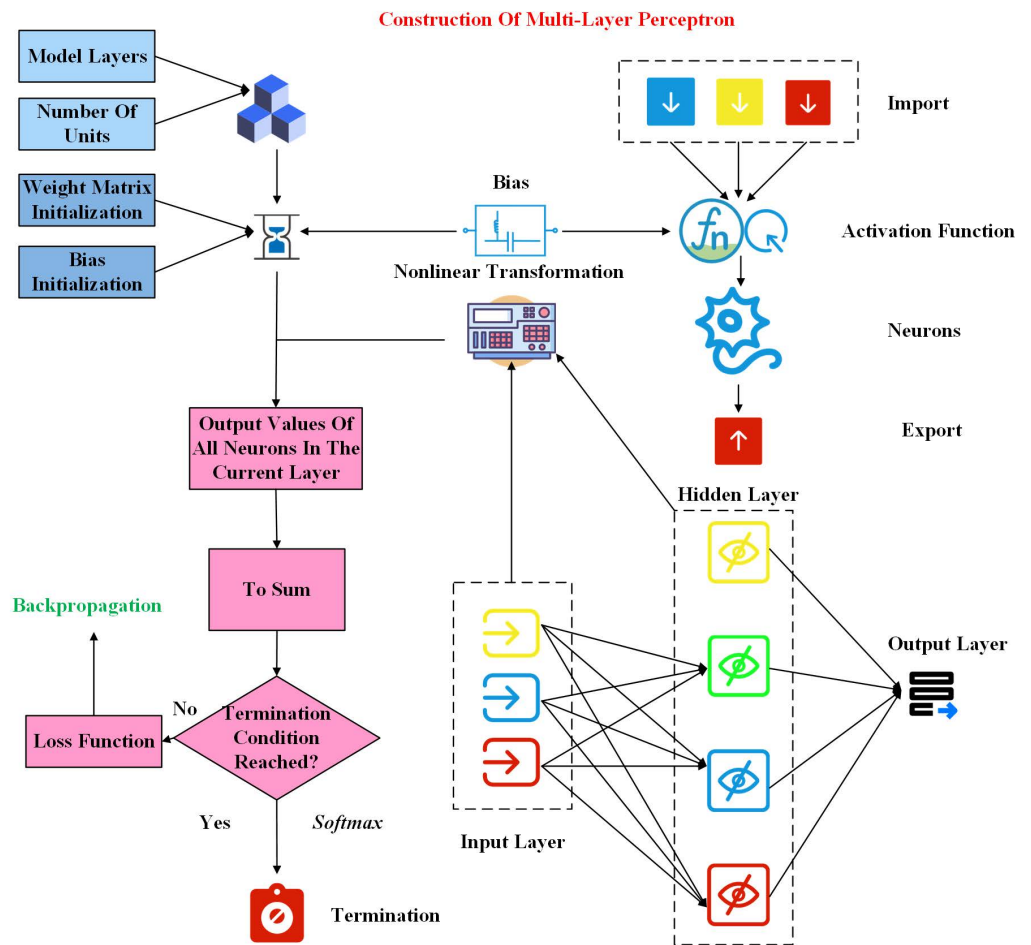 Construction Of Multi-Layer Perceptron
Model Layers
Number Of
Units
Weight Matrix
Initialization
Bias
Initialization
Import
Bias
Activation Function
Nonlinear Transformation
Neurons
Export
Output Values Of
All Neurons In The
Current Layer
Hidden Layer
To Sum
Backpropagation
Output Layer
No
Termination
Condition
Reached?
Loss Function
Yes
Softmax
Input Layer
Termination
fn